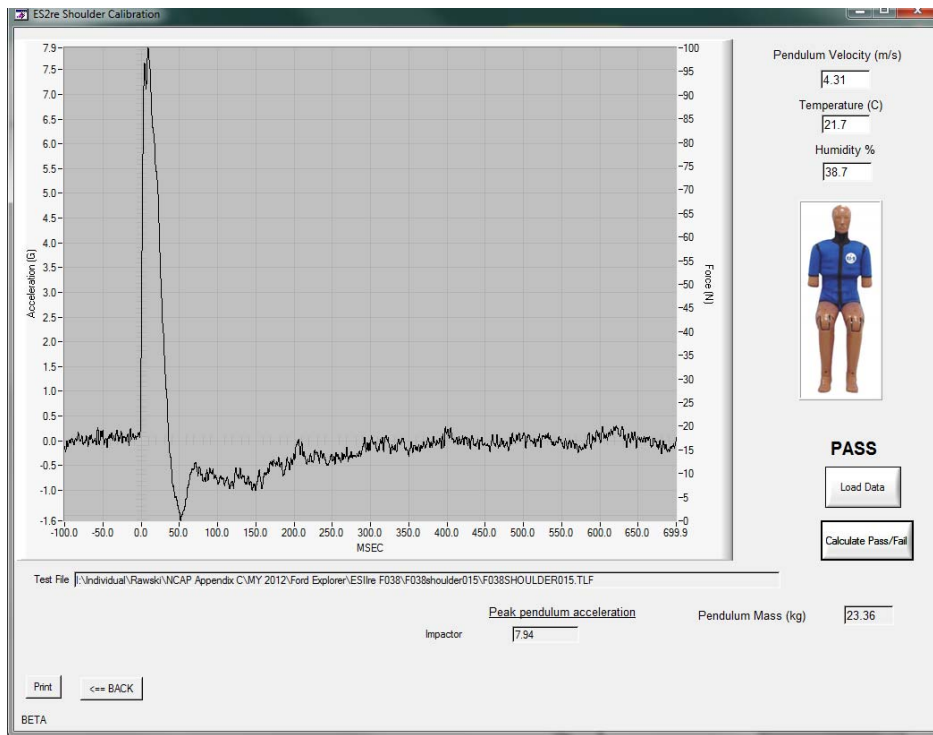 ES2re Shoulder Calibration
Acceleration (G)
7.9
7.5
7.0
6.5
6.0
5.5
5.0
4.5
4.0
3.5
3.0
2.5
2.0
1.5
1.0
0.5
0.0
-0.5
-1.0
-1.6
-100.0 -50.0 0.0 50.0 100.0 150.0 200.0 250.0 300.0 350.0 400.0 450.0 500.0 550.0 600.0 650.0 699.9
MSEC
100
95
90
85
80
75
70
65
60
55
50
45
40
35
30
25
20
15
10
5
0
Force (N)
Pendulum Velocity (m/s)
4.31
Temperature (C)
21.7
Humidity %
38.7
PASS
Load Data
Calculate Pass/Fail
Test File I:\Individual\Rawski\NCAP Appendix C\MY 2012\Ford Explorer\ESIIre F038\F038shoulder015\F038SHOULDER015.TLF
Peak pendulum acceleration
Impactor 7.94
Pendulum Mass (kg) 23.36
Print <== BACK
BETA